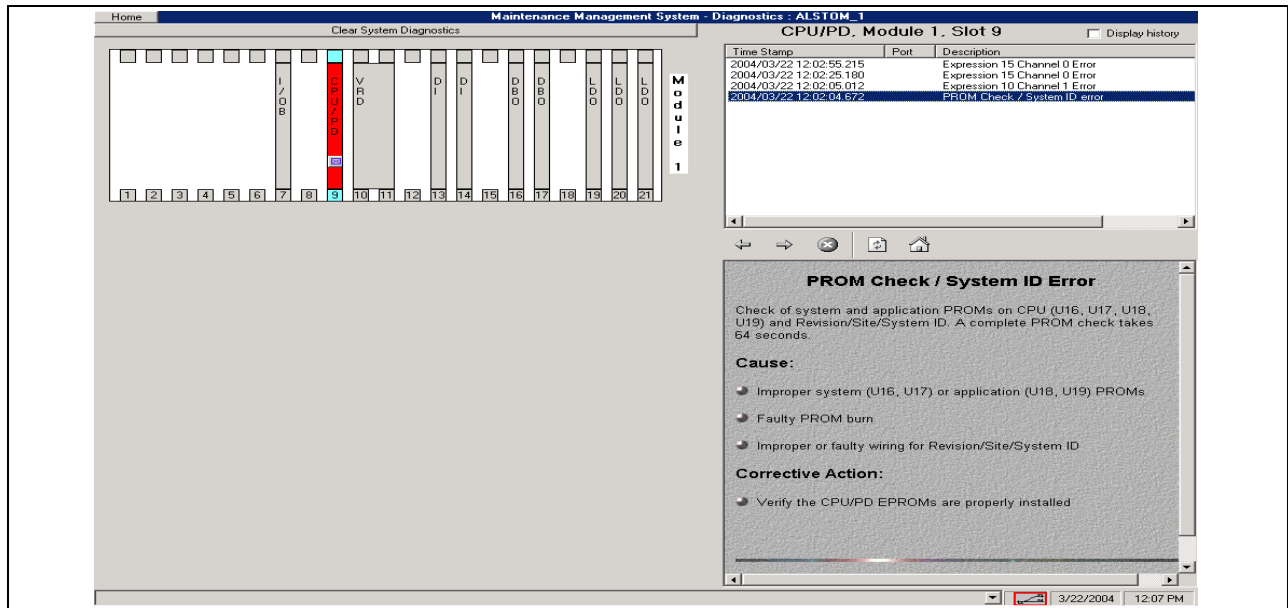 Home
Maintenance Management System - Diagnostics : ALSTOM_1
Clear System Diagnostics
I/OB
CPU/PD
VRD
DI
DI
DBO
DBO
LDO
LDO
LDO
Module 1
1 2 3 4 5 6 7 8 9 10 11 12 13 14 15 16 17 18 19 20 21
CPU/PD, Module 1, Slot 9
Display history
Time Stamp Port Description
2004/03/22 12:02:55.215 Expression 15 Channel 0 Error
2004/03/22 12:02:25.180 Expression 15 Channel 0 Error
2004/03/22 12:02:05.012 Expression 10 Channel 1 Error
2004/03/22 12:02:04.672 PROM Check / System ID error
PROM Check / System ID Error
Check of system and application PROMs on CPU (U16, U17, U18,
U19) and Revision/Site/System ID. A complete PROM check takes
64 seconds.
Cause:
Improper system (U16, U17) or application (U18, U19) PROMs
Faulty PROM burn
Improper or faulty wiring for Revision/Site/System ID
Corrective Action:
Verify the CPU/PD EPROMs are properly installed
3/22/2004 12:07 PM